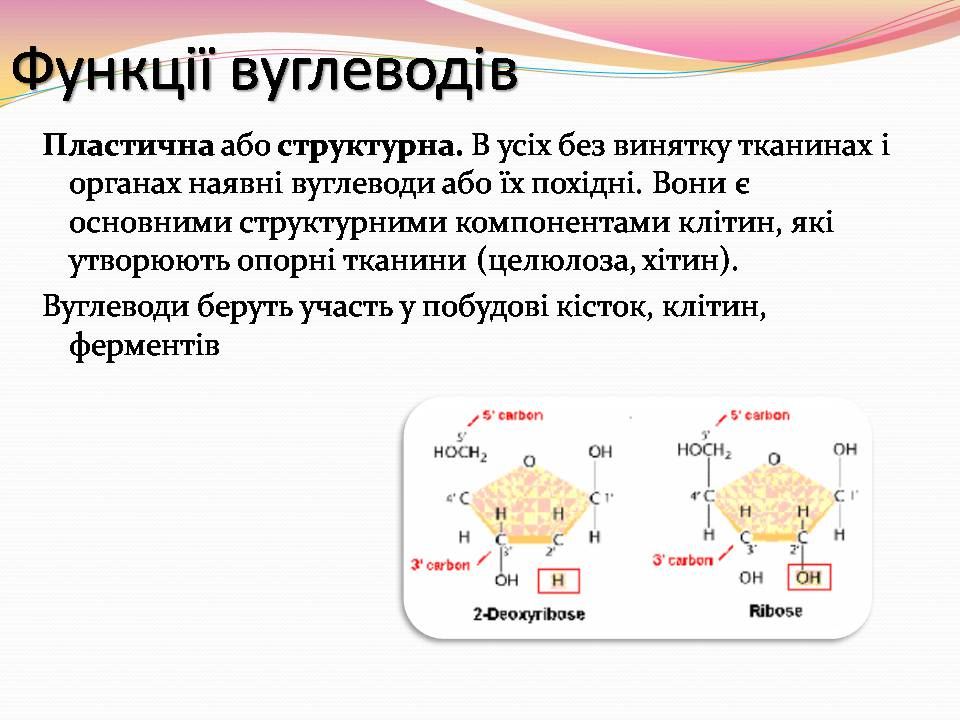 Функції вуглеводів
Пластична або структурна. В усіх без винятку тканинах і
органах наявні вуглеводи або їх похідні. Вони є
основними структурними компонентами клітин, які
утворюють опорні тканини (целюлоза, хітин).
Вуглеводи беруть участь у побудові кісток, клітин,
ферментів
5' carbon
5'
HOCH2
O
OH
4' C
C 1'
H
H
H
C
C
H
3'
2'
3' carbon
OH
H
2-Deoxyribose
5' carbon
5'
HOCH2
O
OH
4' C
C 1'
H
H
H
C
C
H
3'
2'
3' carbon
OH
OH
Ribose